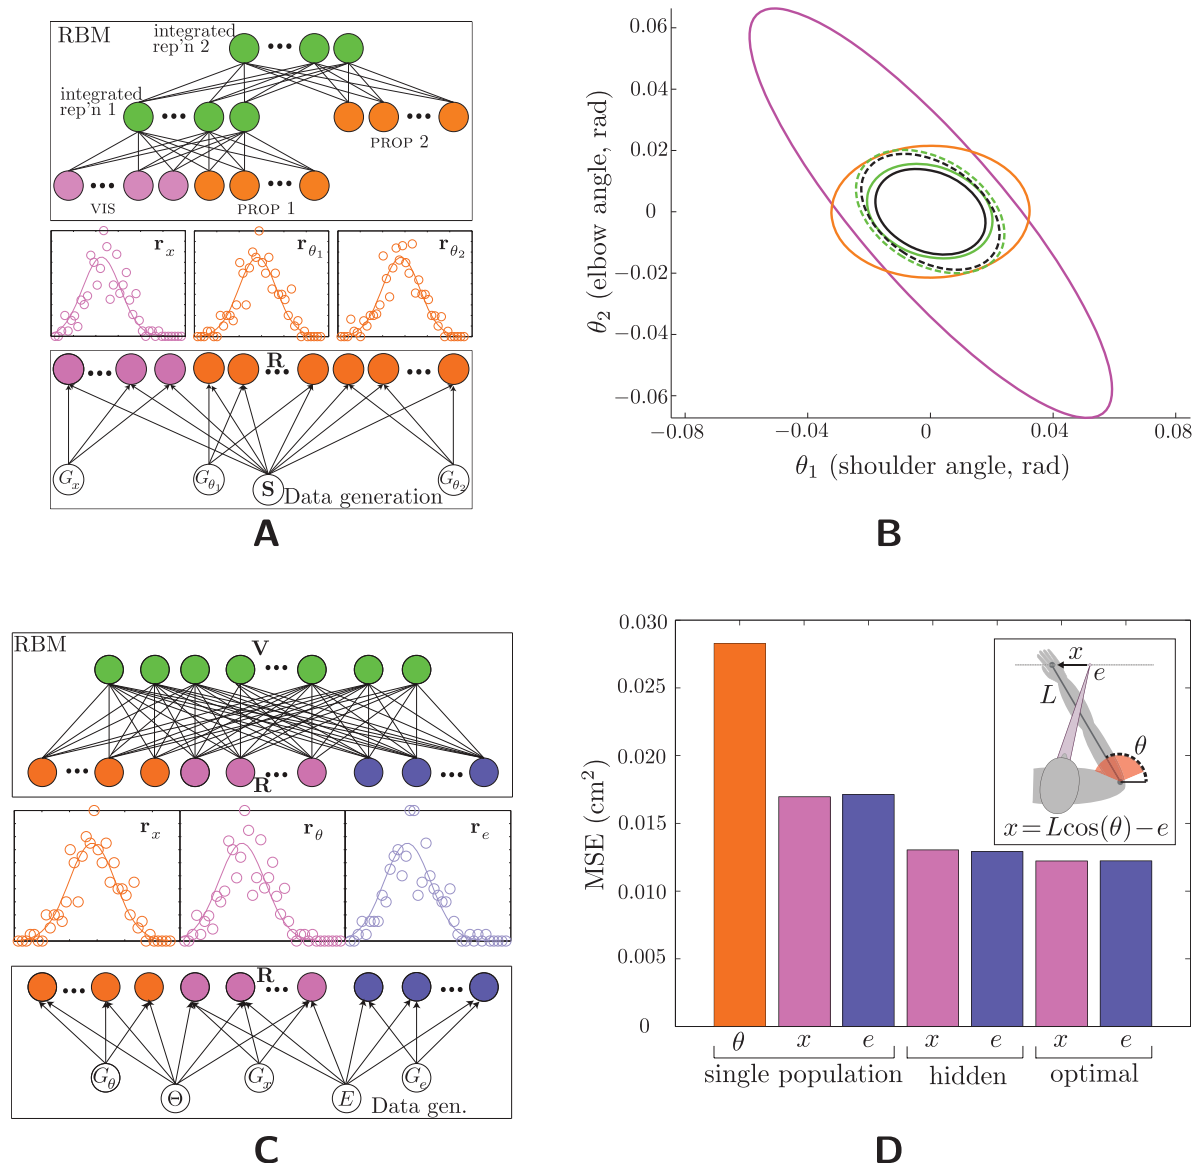 RBM
integrated
rep'n 2
integrated
rep'n 1
PROP 2
VIS
PROP 1
r_x
r_θ₁
r_θ₂
R
G_x
G_θ₁
S
G_θ₂
Data generation
A
0.06
0.04
0.02
0
−0.02
−0.04
−0.06
θ₂ (elbow angle, rad)
−0.08
−0.04
0
0.04
0.08
θ₁ (shoulder angle, rad)
B
RBM
V
R
r_x
r_θ
r_e
R
G_θ
Θ
G_x
E
G_e
Data gen.
C
0.030
0.025
0.020
0.015
0.010
0.005
0
MSE (cm²)
x
e
L
θ
x = L cos(θ) − e
θ
x
e
x
e
x
e
single population
hidden
optimal
D